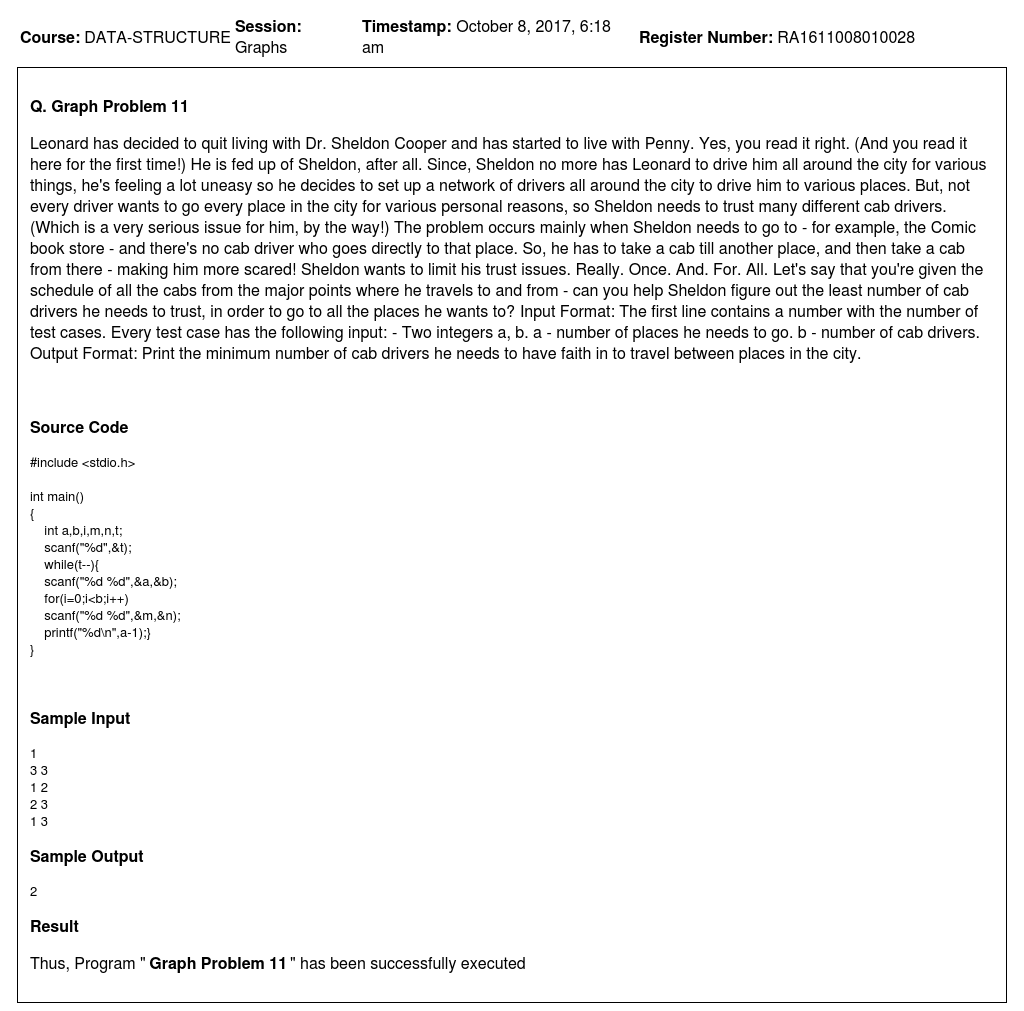 Course: DATA-STRUCTURE Session: Graphs Timestamp: October 8, 2017, 6:18 am Register Number: RA1611008010028
Q. Graph Problem 11
Leonard has decided to quit living with Dr. Sheldon Cooper and has started to live with Penny. Yes, you read it right. (And you read it
here for the first time!) He is fed up of Sheldon, after all. Since, Sheldon no more has Leonard to drive him all around the city for various
things, he's feeling a lot uneasy so he decides to set up a network of drivers all around the city to drive him to various places. But, not
every driver wants to go every place in the city for various personal reasons, so Sheldon needs to trust many different cab drivers.
(Which is a very serious issue for him, by the way!) The problem occurs mainly when Sheldon needs to go to - for example, the Comic
book store - and there's no cab driver who goes directly to that place. So, he has to take a cab till another place, and then take a cab
from there - making him more scared! Sheldon wants to limit his trust issues. Really. Once. And. For. All. Let's say that you're given the
schedule of all the cabs from the major points where he travels to and from - can you help Sheldon figure out the least number of cab
drivers he needs to trust, in order to go to all the places he wants to? Input Format: The first line contains a number with the number of
test cases. Every test case has the following input: - Two integers a, b. a - number of places he needs to go. b - number of cab drivers.
Output Format: Print the minimum number of cab drivers he needs to have faith in to travel between places in the city.
Source Code
#include <stdio.h>
int main()
{
int a,b,i,m,n,t;
scanf("%d",&t);
while(t--){
scanf("%d %d",&a,&b);
for(i=0;i<b;i++)
scanf("%d %d",&m,&n);
printf("%d\n",a-1);}
}
Sample Input
1
3 3
1 2
2 3
1 3
Sample Output
2
Result
Thus, Program " Graph Problem 11 " has been successfully executed